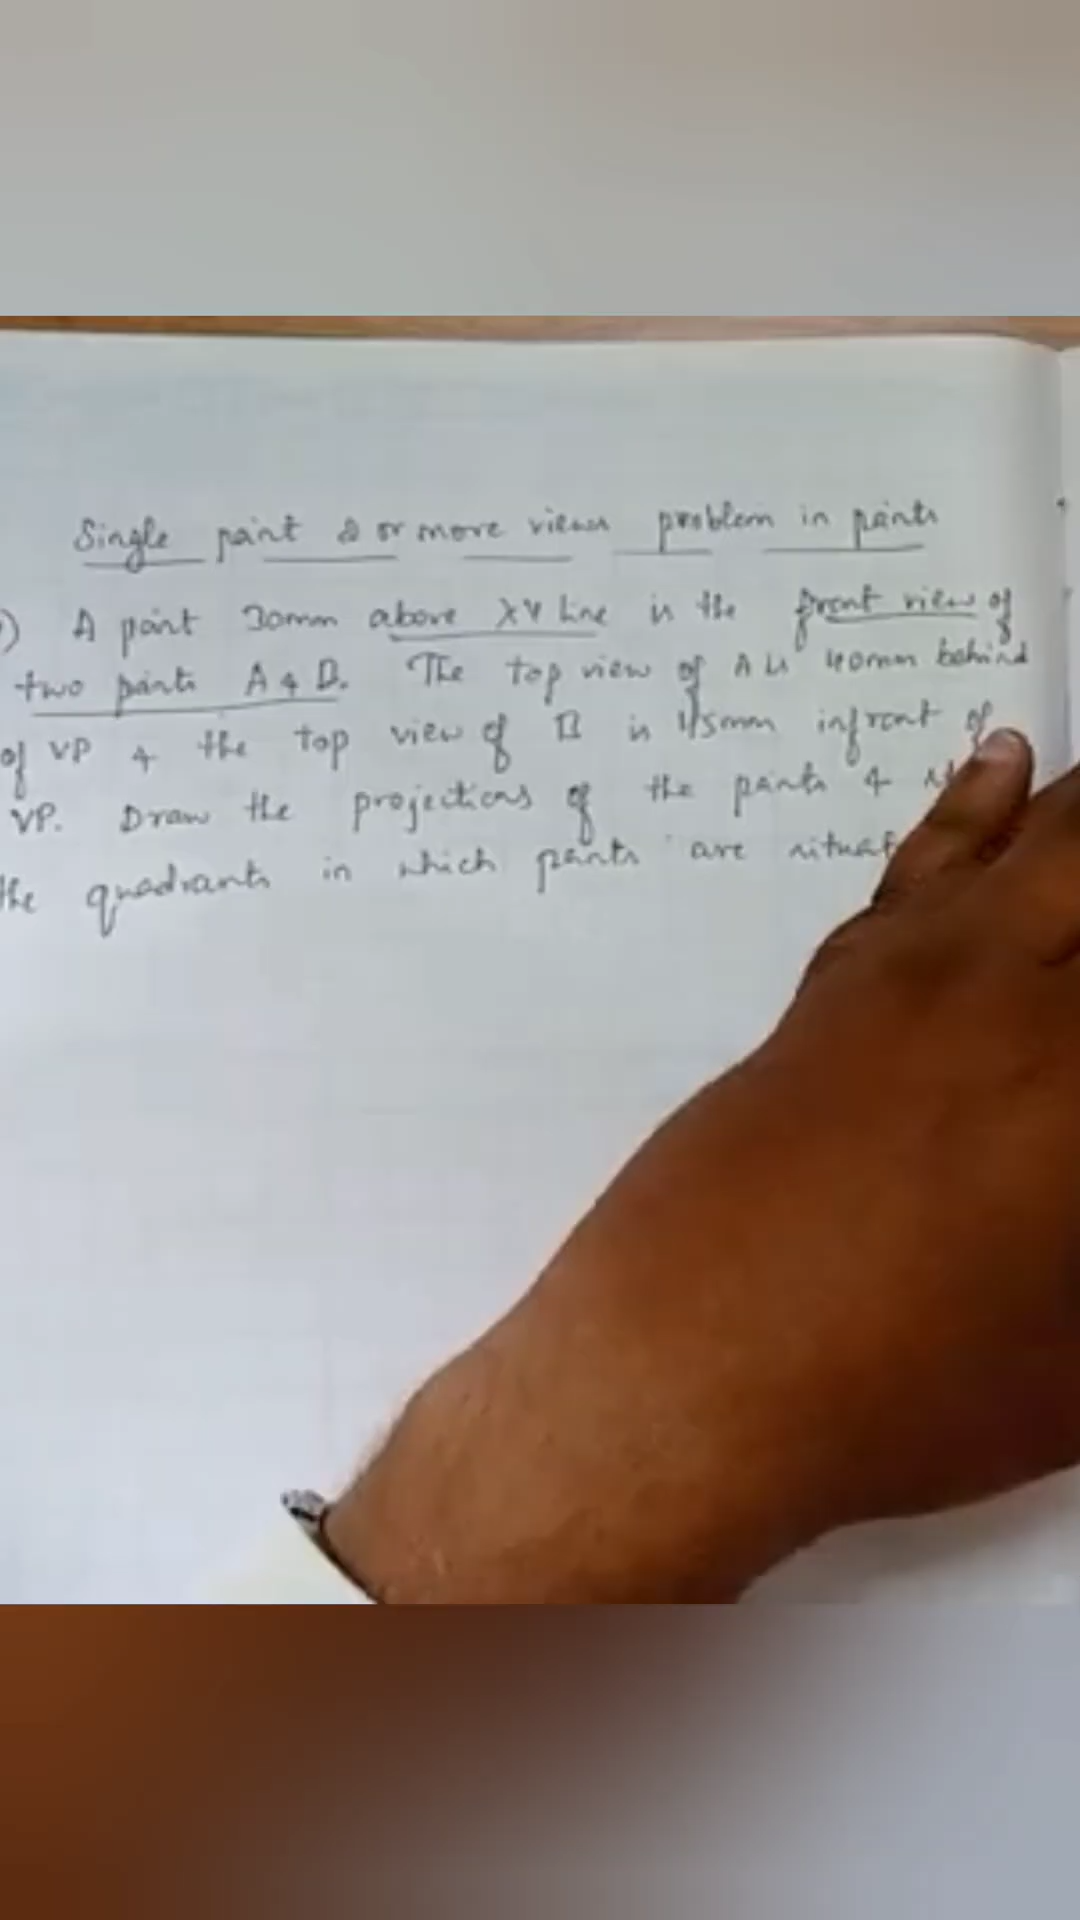 Single point 2 or more views problem in points
) A point 30mm above XY line is the front view of
two points A & B. The top view of A is 40mm behind
of VP & the top view of B is 45mm infront of
VP. Draw the projections of the points &
the quadrants in which points are